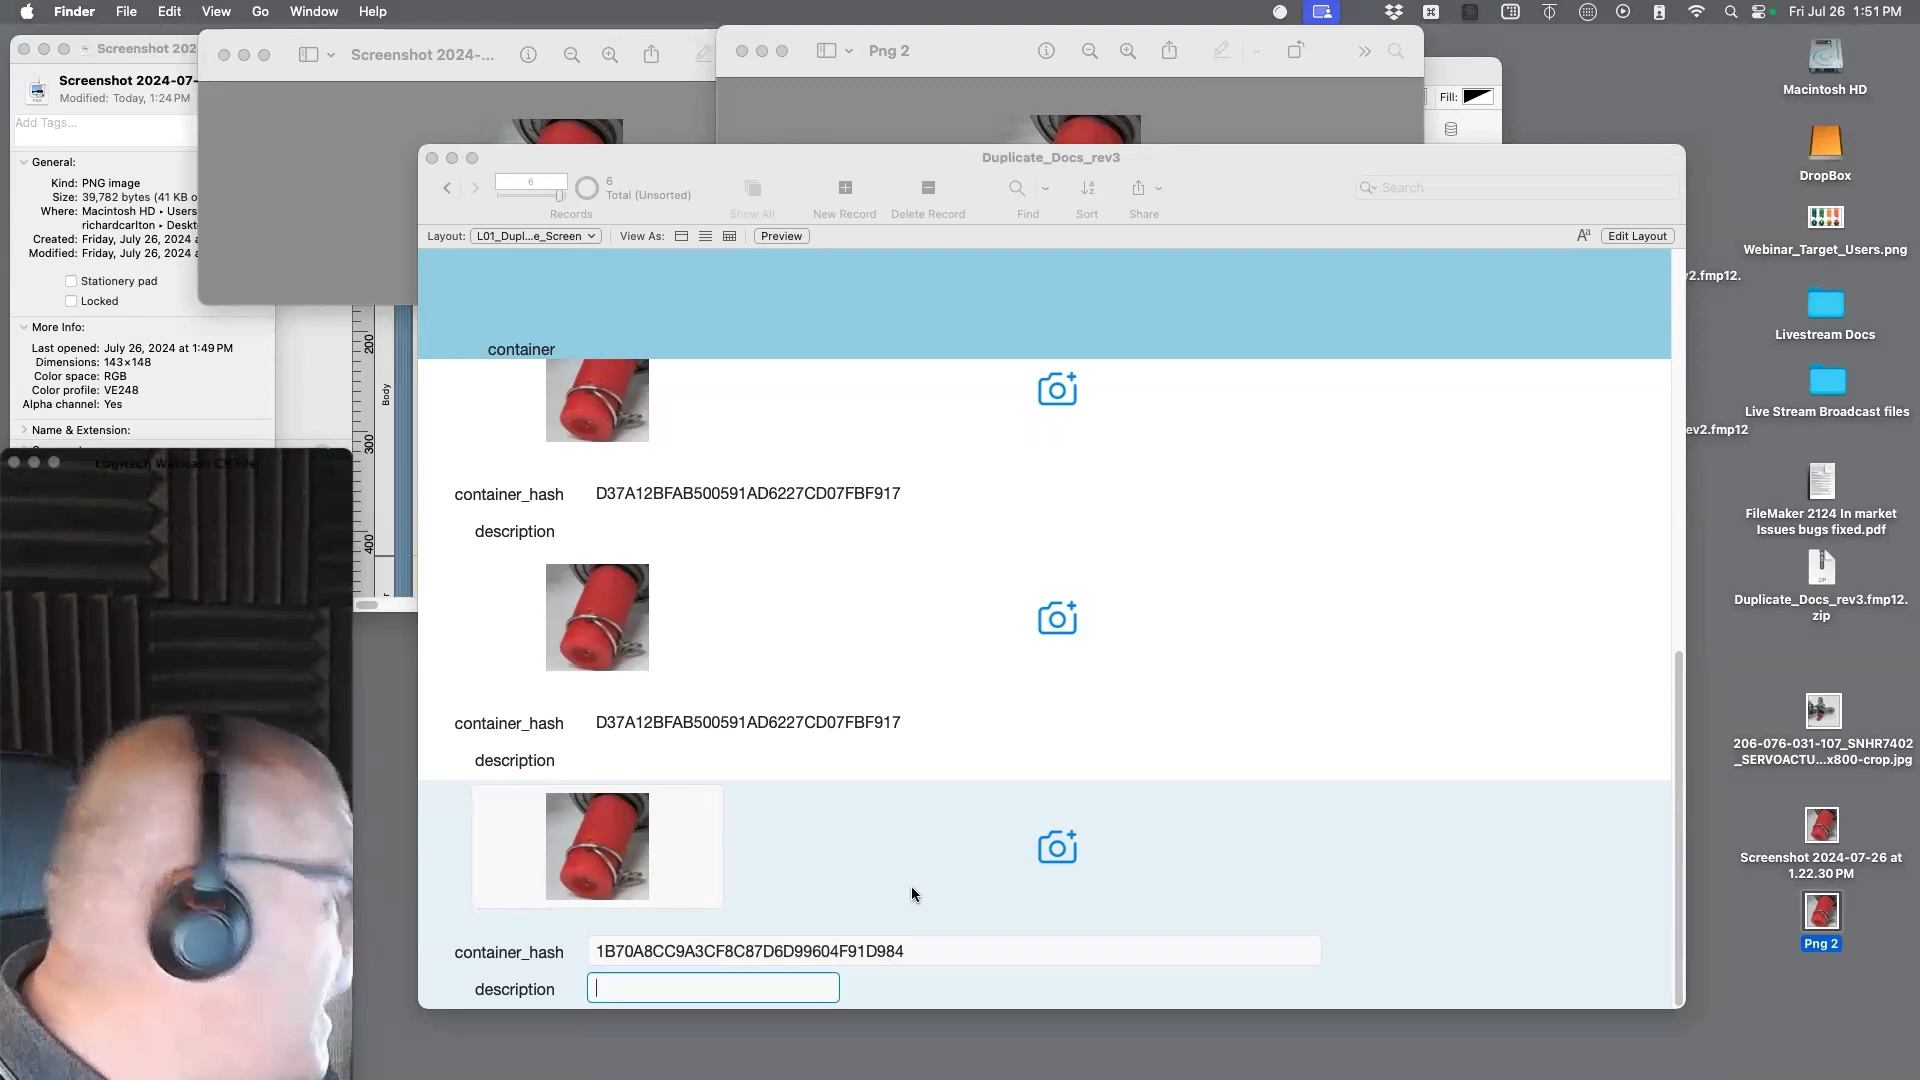 Finder File Edit View Go Window Help
Fri Jul 26 1:51 PM
Screenshot 202
Screenshot 2024-07-
Modified: Today, 1:24 PM
Add Tags...
General:
Kind: PNG image
Size: 39,782 bytes (41 KB o
Where: Macintosh HD ▸ Users
richardcarlton ▸ Deskt
Created: Friday, July 26, 2024 a
Modified: Friday, July 26, 2024 a
Stationery pad
Locked
More Info:
Last opened: July 26, 2024 at 1:49 PM
Dimensions: 143×148
Color space: RGB
Color profile: VE248
Alpha channel: Yes
Name & Extension:
Screenshot 2024-...
Png 2
Fill:
200
Body
300
400
Duplicate_Docs_rev3
6
6
Total (Unsorted)
Records
Show All
New Record
Delete Record
Find
Sort
Share
Search
Layout: L01_Dupl...e_Screen
View As:
Preview
Edit Layout
container
container_hash D37A12BFAB500591AD6227CD07FBF917
description
container_hash D37A12BFAB500591AD6227CD07FBF917
description
container_hash 1B70A8CC9A3CF8C87D6D99604F91D984
description
Macintosh HD
DropBox
Webinar_Target_Users.png
v2.fmp12.
Livestream Docs
Live Stream Broadcast files
ev2.fmp12
FileMaker 2124 In market
Issues bugs fixed.pdf
ZIP
Duplicate_Docs_rev3.fmp12.
zip
206-076-031-107_SNHR7402
_SERVOACTU...x800-crop.jpg
Screenshot 2024-07-26 at
1.22.30 PM
Png 2